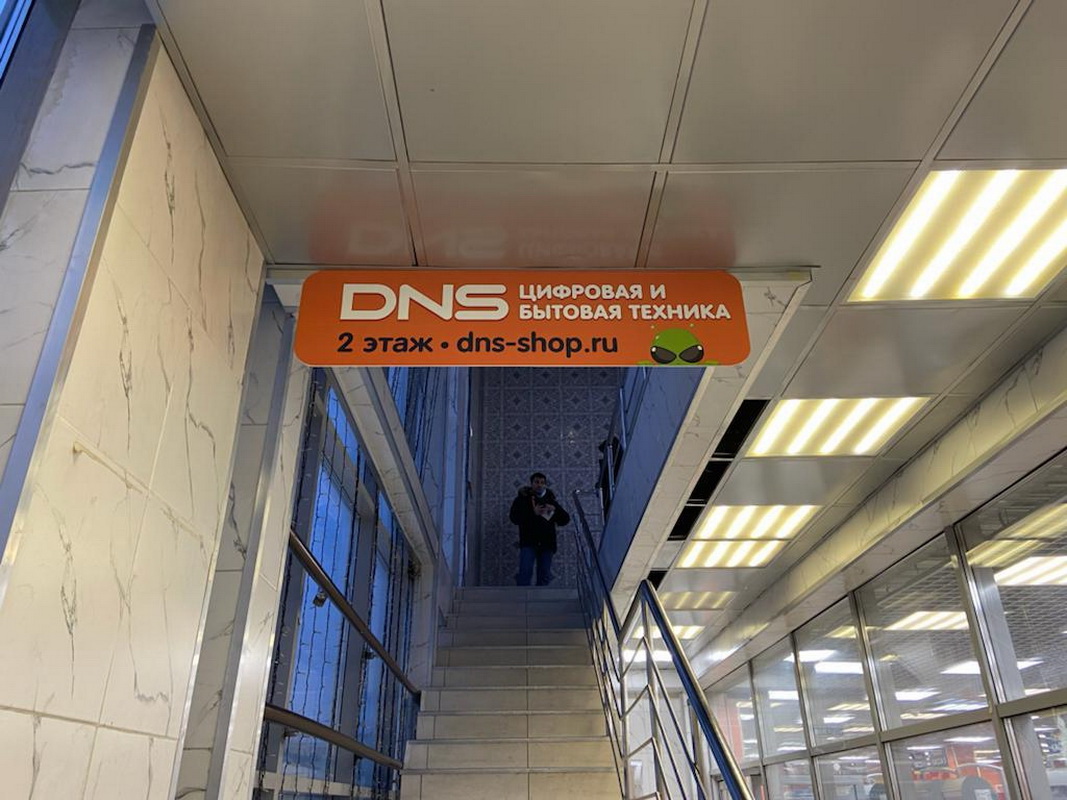 DNS ЦИФРОВАЯ И
БЫТОВАЯ ТЕХНИКА
2 этаж • dns-shop.ru